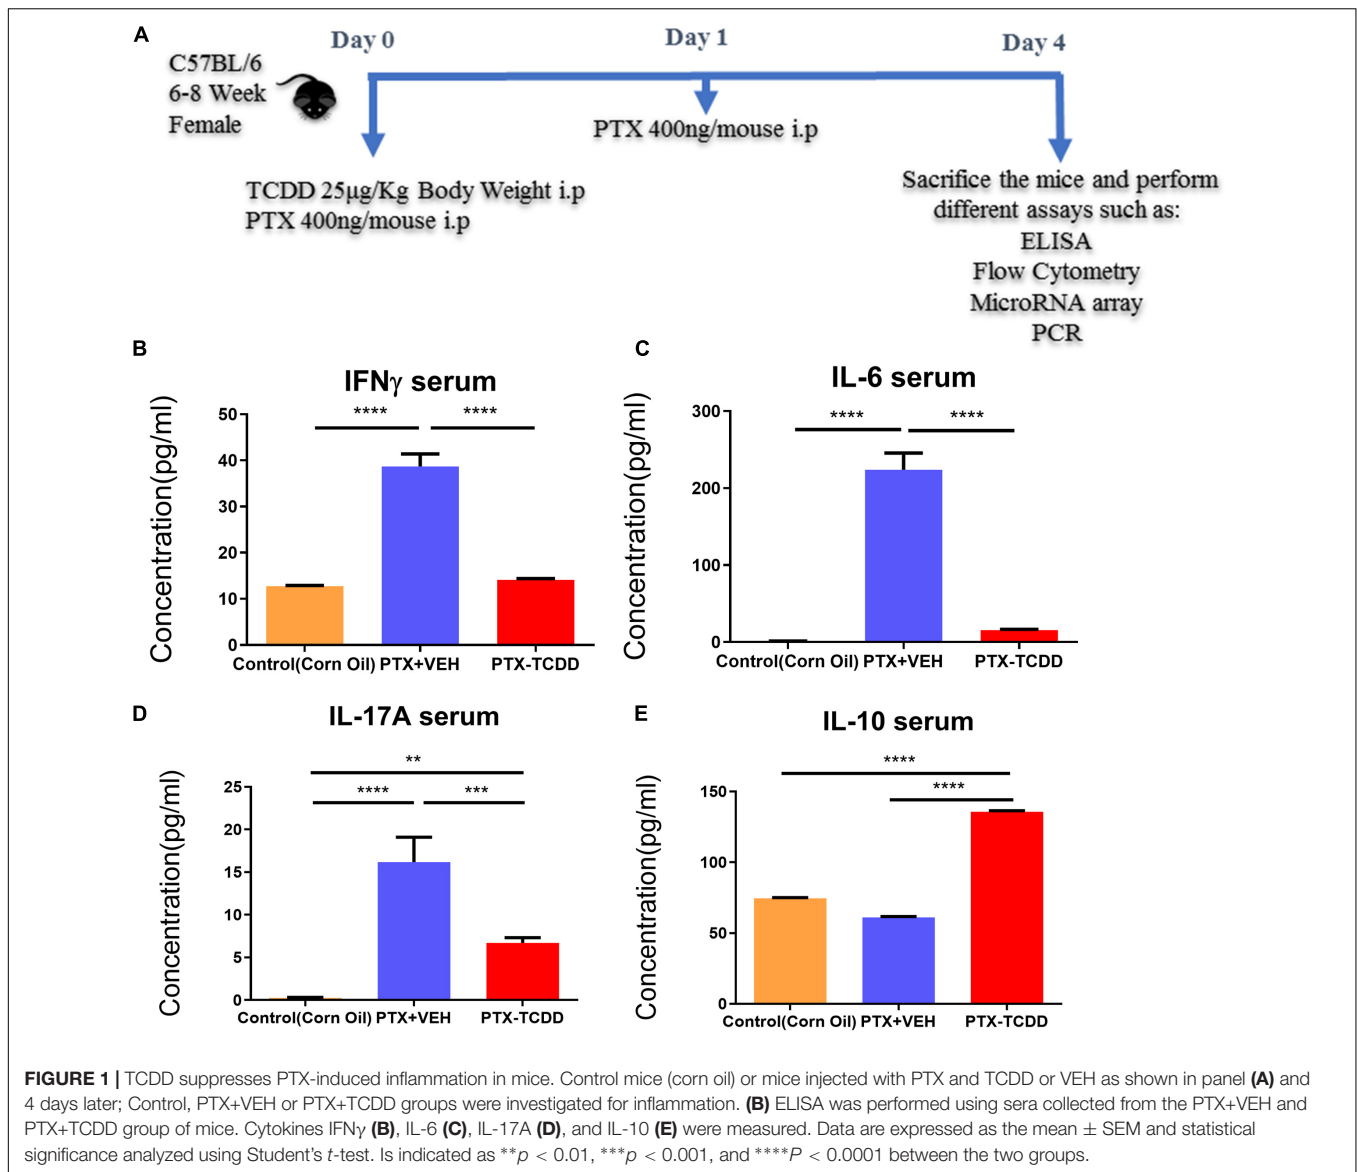 A
Day 0
Day 1
Day 4
C57BL/6
6-8 Week
Female
PTX 400ng/mouse i.p
TCDD 25µg/Kg Body Weight i.p
PTX 400ng/mouse i.p
Sacrifice the mice and perform
different assays such as:
ELISA
Flow Cytometry
MicroRNA array
PCR
B
IFNγ serum
Concentration(pg/ml)
50
40
30
20
10
0
****
****
Control(Corn Oil) PTX+VEH PTX-TCDD
C
IL-6 serum
Concentration(pg/ml)
300
200
100
0
****
****
Control(Corn Oil) PTX+VEH PTX-TCDD
D
IL-17A serum
Concentration(pg/ml)
25
20
15
10
5
0
**
****
***
Control(Corn Oil) PTX+VEH PTX-TCDD
E
IL-10 serum
Concentration(pg/ml)
150
100
50
0
****
****
Control(Corn Oil) PTX+VEH PTX-TCDD
FIGURE 1 | TCDD suppresses PTX-induced inflammation in mice. Control mice (corn oil) or mice injected with PTX and TCDD or VEH as shown in panel (A) and
4 days later; Control, PTX+VEH or PTX+TCDD groups were investigated for inflammation. (B) ELISA was performed using sera collected from the PTX+VEH and
PTX+TCDD group of mice. Cytokines IFNγ (B), IL-6 (C), IL-17A (D), and IL-10 (E) were measured. Data are expressed as the mean ± SEM and statistical
significance analyzed using Student's t-test. Is indicated as **p < 0.01, ***p < 0.001, and ****P < 0.0001 between the two groups.